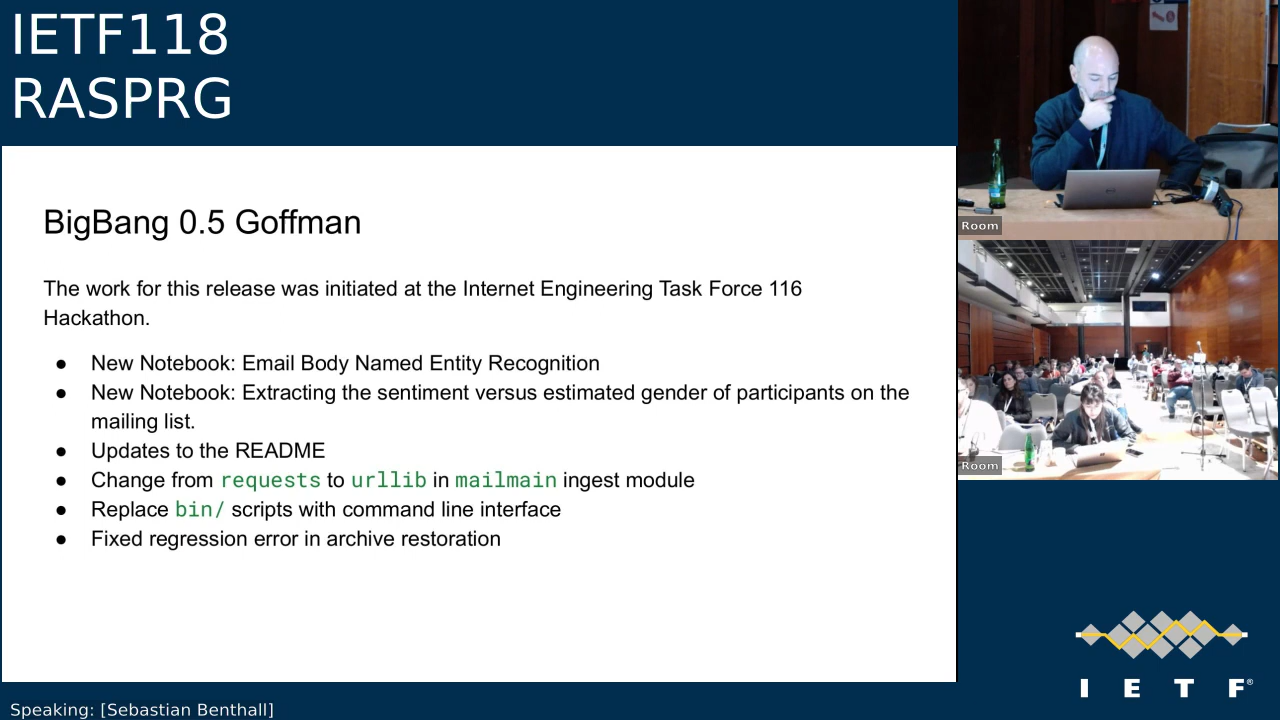 IETF118
RASPRG
BigBang 0.5 Goffman
The work for this release was initiated at the Internet Engineering Task Force 116
Hackathon.
● New Notebook: Email Body Named Entity Recognition
● New Notebook: Extracting the sentiment versus estimated gender of participants on the
mailing list.
● Updates to the README
● Change from requests to urllib in mailmain ingest module
● Replace bin/ scripts with command line interface
● Fixed regression error in archive restoration
Room
Room
I E T F®
Speaking: [Sebastian Benthall]